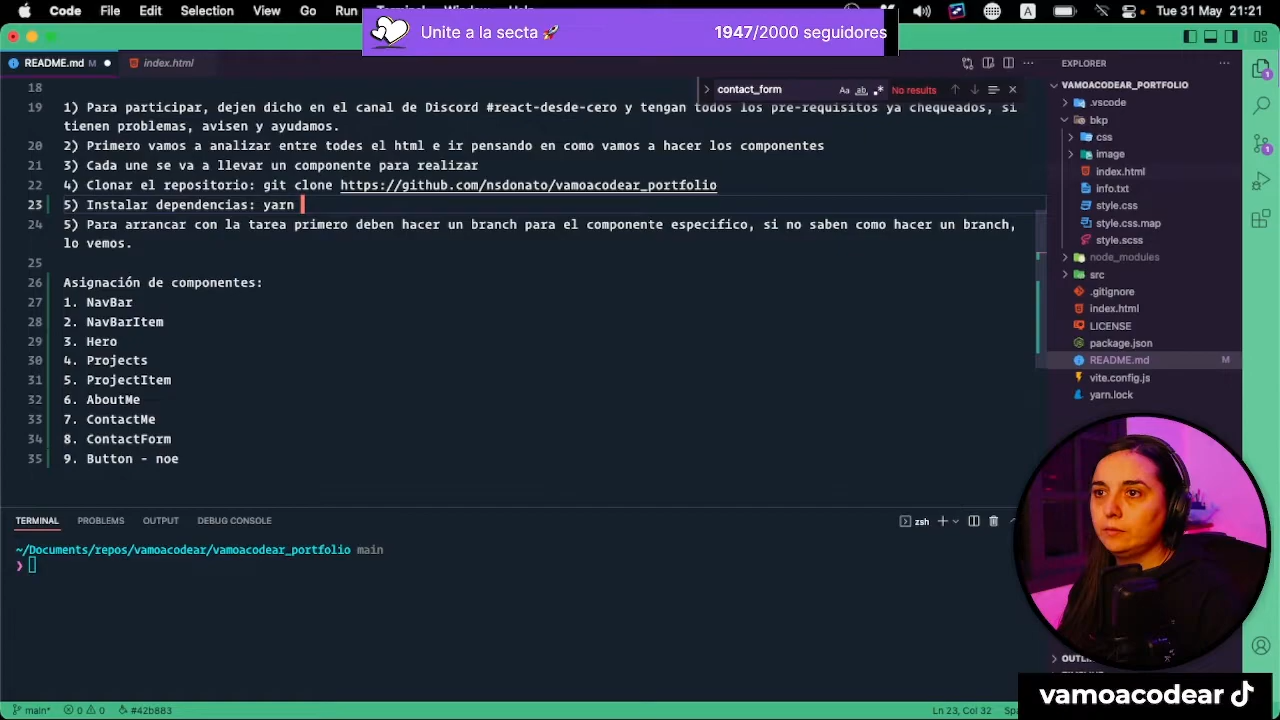 Code File Edit Selection View Go Run Tue 31 May 21:21
Unite a la secta 🚀 1947/2000 seguidores
README.md M ● index.html
EXPLORER
contact_form Aa ab .* No results
VAMOACODEAR_PORTFOLIO
.vscode
bkp
css
image
index.html
info.txt
style.css
style.css.map
style.scss
node_modules
src
.gitignore
index.html
LICENSE
package.json
README.md M
vite.config.js
yarn.lock
18
19 1) Para participar, dejen dicho en el canal de Discord #react-desde-cero y tengan todos los pre-requisitos ya chequeados, si
tienen problemas, avisen y ayudamos.
20 2) Primero vamos a analizar entre todes el html e ir pensando en como vamos a hacer los componentes
21 3) Cada une se va a llevar un componente para realizar
22 4) Clonar el repositorio: git clone https://github.com/nsdonato/vamoacodear_portfolio
23 5) Instalar dependencias: yarn
24 5) Para arrancar con la tarea primero deben hacer un branch para el componente especifico, si no saben como hacer un branch,
lo vemos.
25
26 Asignación de componentes:
27 1. NavBar
28 2. NavBarItem
29 3. Hero
30 4. Projects
31 5. ProjectItem
32 6. AboutMe
33 7. ContactMe
34 8. ContactForm
35 9. Button - noe
TERMINAL PROBLEMS OUTPUT DEBUG CONSOLE zsh
~/Documents/repos/vamoacodear/vamoacodear_portfolio main
❯
vamoacodear
main* 0 0 #42b883 Ln 23, Col 32